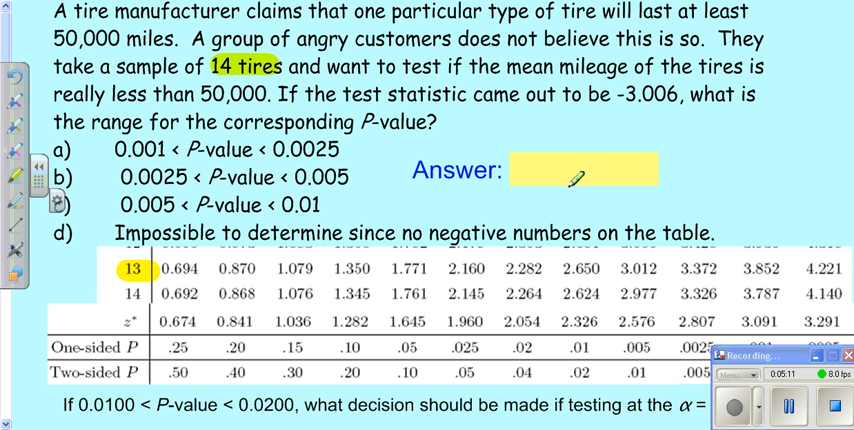 A tire manufacturer claims that one particular type of tire will last at least
50,000 miles. A group of angry customers does not believe this is so. They
take a sample of 14 tires and want to test if the mean mileage of the tires is
really less than 50,000. If the test statistic came out to be -3.006, what is
the range for the corresponding P-value?
a) 0.001 < P-value < 0.0025
b) 0.0025 < P-value < 0.005
) 0.005 < P-value < 0.01
d) Impossible to determine since no negative numbers on the table.
Answer:
13 0.694 0.870 1.079 1.350 1.771 2.160 2.282 2.650 3.012 3.372 3.852 4.221
14 0.692 0.868 1.076 1.345 1.761 2.145 2.264 2.624 2.977 3.326 3.787 4.140
z* 0.674 0.841 1.036 1.282 1.645 1.960 2.054 2.326 2.576 2.807 3.091 3.291
One-sided P .25 .20 .15 .10 .05 .025 .02 .01 .005 .0025
Two-sided P .50 .40 .30 .20 .10 .05 .04 .02 .01 .005
Recording...
Menu 0:05:11 8.0 fps
If 0.0100 < P-value < 0.0200, what decision should be made if testing at the α =